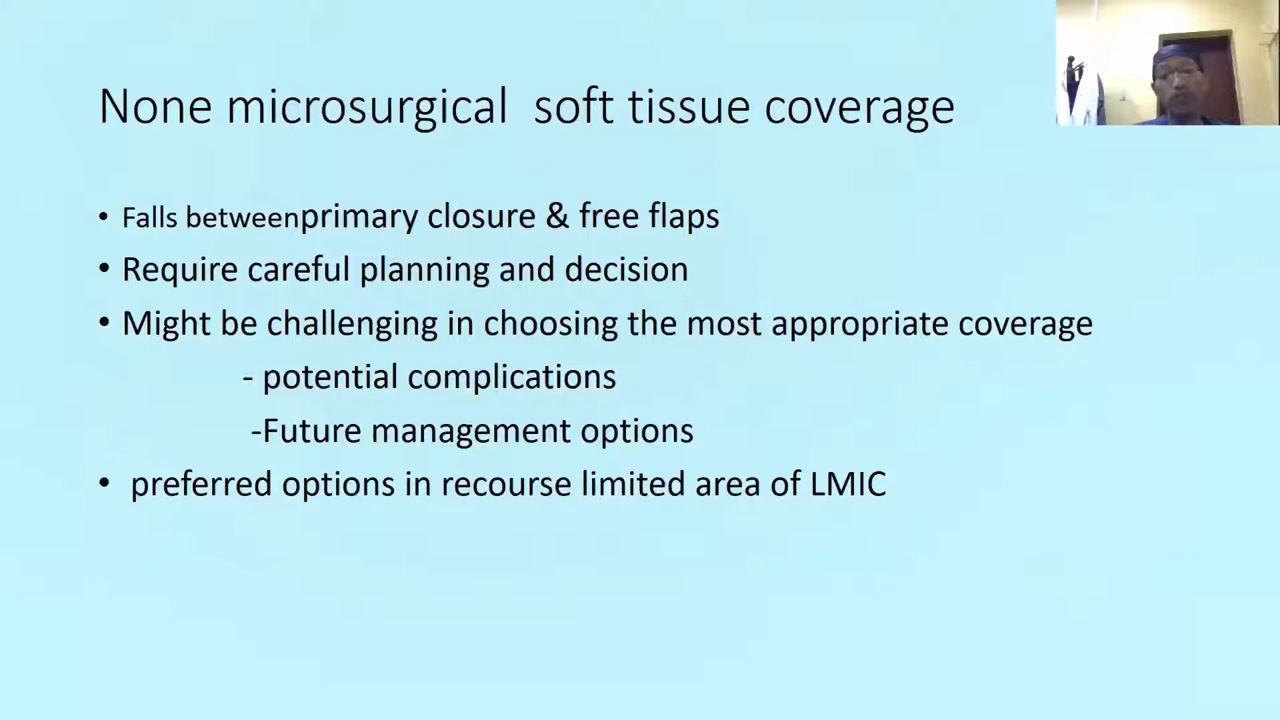 None microsurgical soft tissue coverage
• Falls betweenprimary closure & free flaps
• Require careful planning and decision
• Might be challenging in choosing the most appropriate coverage
- potential complications
-Future management options
• preferred options in recourse limited area of LMIC